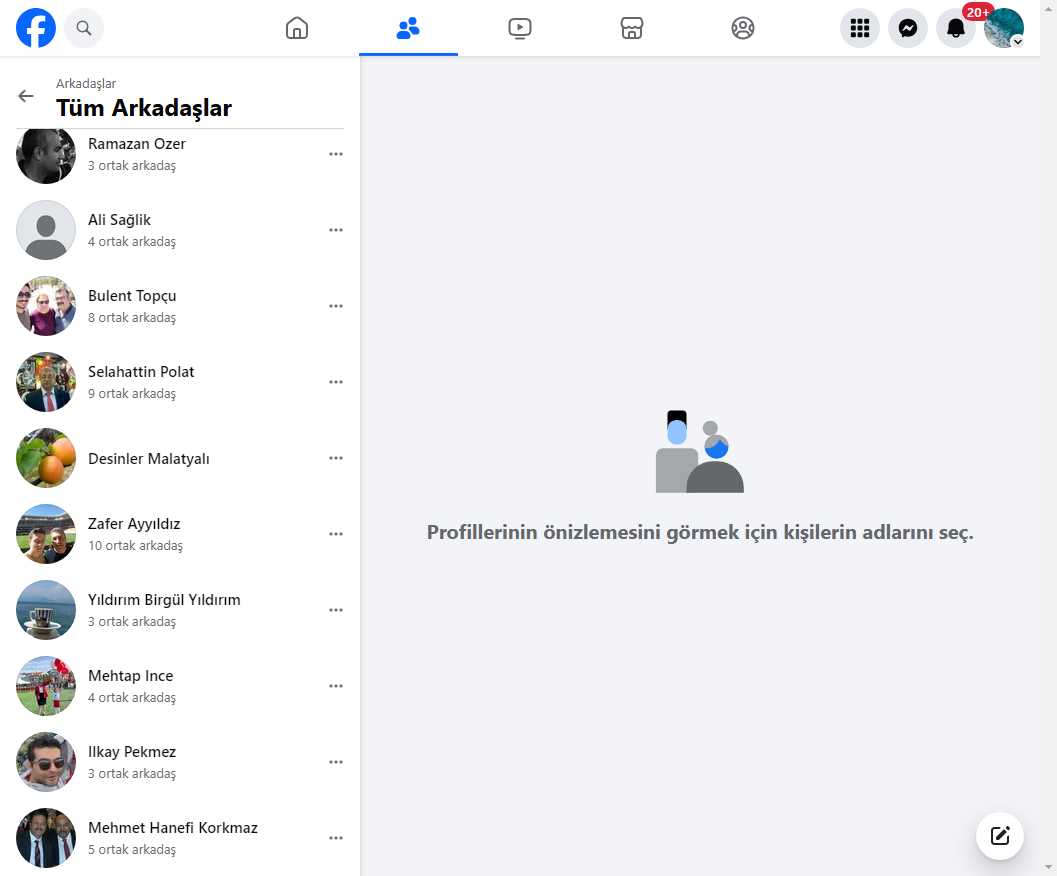 20+
Arkadaşlar
Tüm Arkadaşlar
Ramazan Ozer
3 ortak arkadaş
Ali Sağlik
4 ortak arkadaş
Bulent Topçu
8 ortak arkadaş
Selahattin Polat
9 ortak arkadaş
Desinler Malatyalı
Zafer Ayyıldız
10 ortak arkadaş
Yıldırım Birgül Yıldırım
3 ortak arkadaş
Mehtap Ince
4 ortak arkadaş
Ilkay Pekmez
3 ortak arkadaş
Mehmet Hanefi Korkmaz
5 ortak arkadaş
Profillerinin önizlemesini görmek için kişilerin adlarını seç.